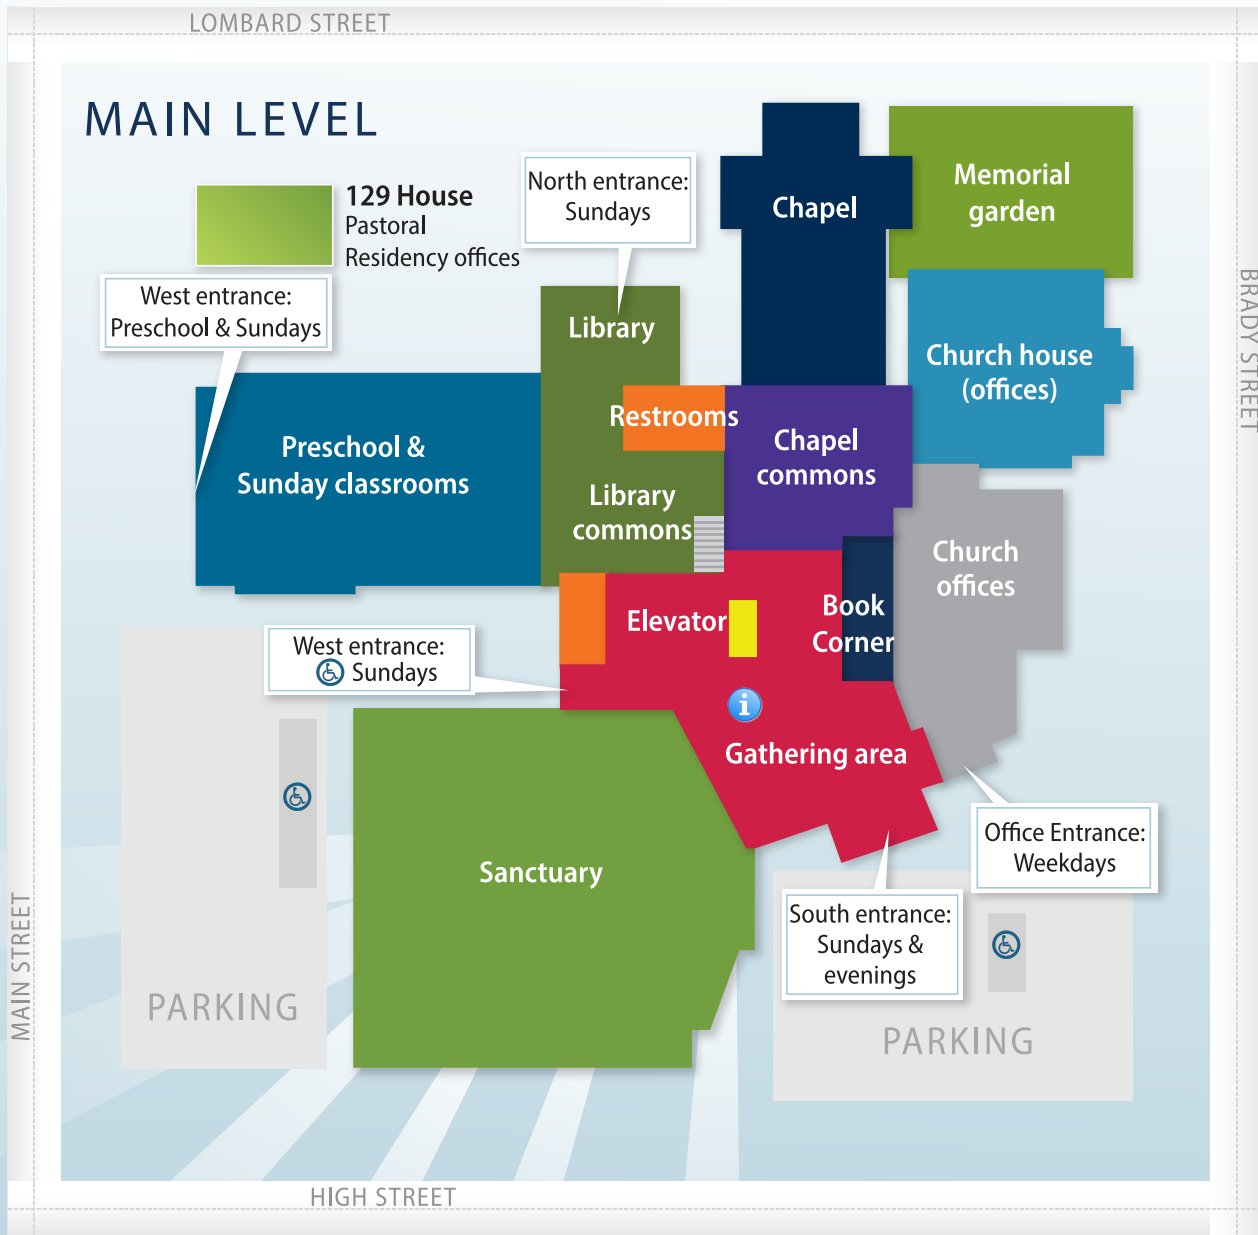 LOMBARD STREET
MAIN LEVEL
129 House
Pastoral
Residency offices
North entrance:
Sundays
Chapel
Memorial
garden
West entrance:
Preschool & Sundays
Library
Church house
(offices)
BRADY STREET
Restrooms
Preschool &
Sunday classrooms
Chapel
commons
Library
commons
Church
offices
Elevator
Book
Corner
West entrance:
Sundays
i
Gathering area
Office Entrance:
Weekdays
Sanctuary
South entrance:
Sundays &
evenings
MAIN STREET
PARKING
PARKING
HIGH STREET